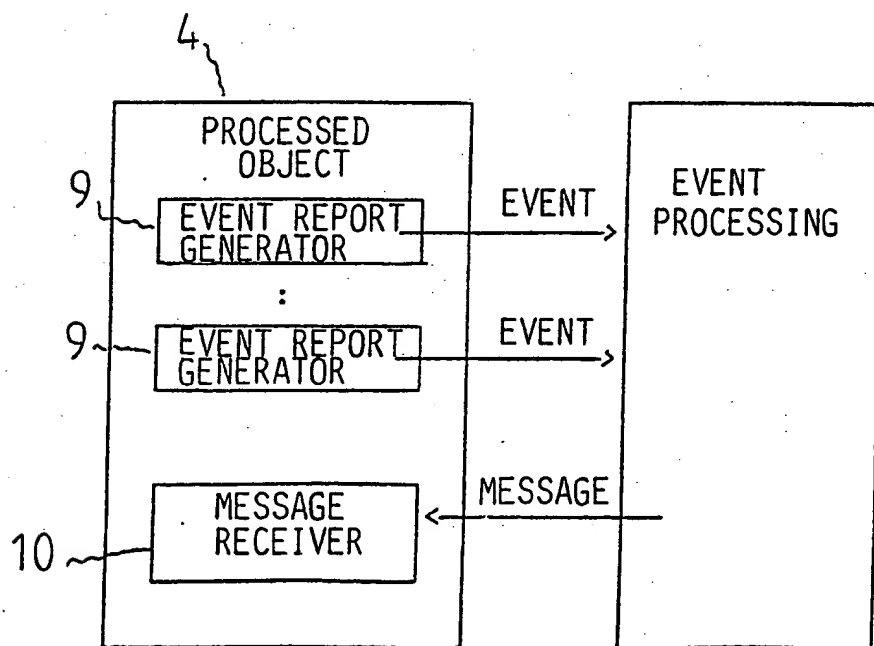 4
PROCESSED
OBJECT
9
EVENT REPORT
GENERATOR
EVENT
EVENT
PROCESSING
:
9
EVENT REPORT
GENERATOR
EVENT
MESSAGE
RECEIVER
MESSAGE
10